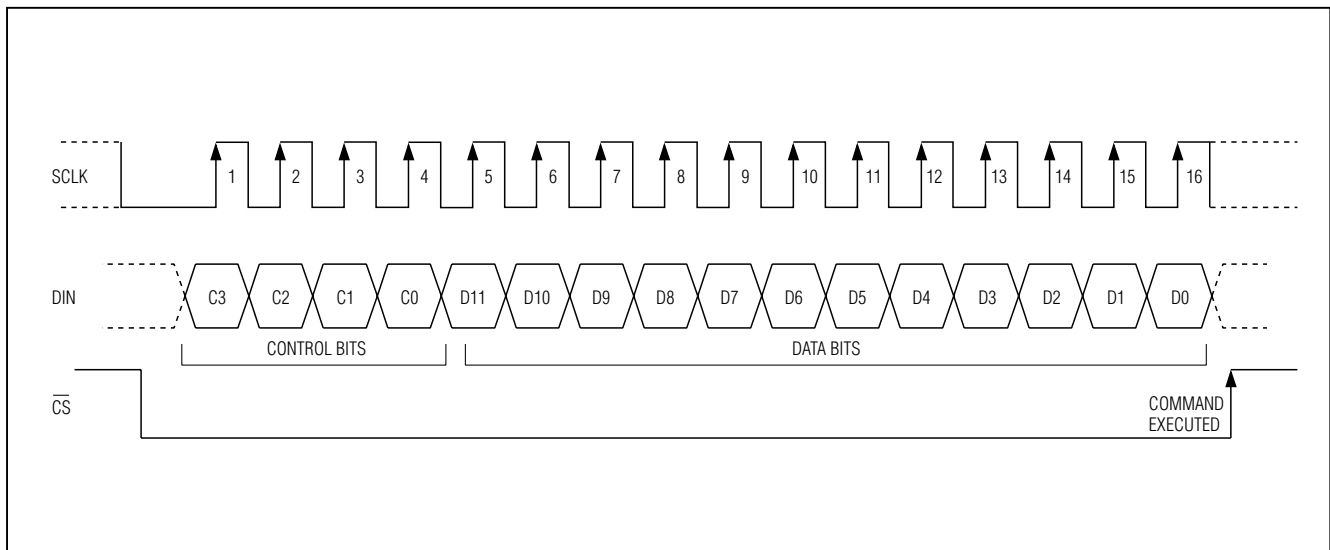 SCLK 1 2 3 4 5 6 7 8 9 10 11 12 13 14 15 16
DIN C3 C2 C1 C0 D11 D10 D9 D8 D7 D6 D5 D4 D3 D2 D1 D0
CONTROL BITS DATA BITS
C̅S̅ COMMAND
EXECUTED